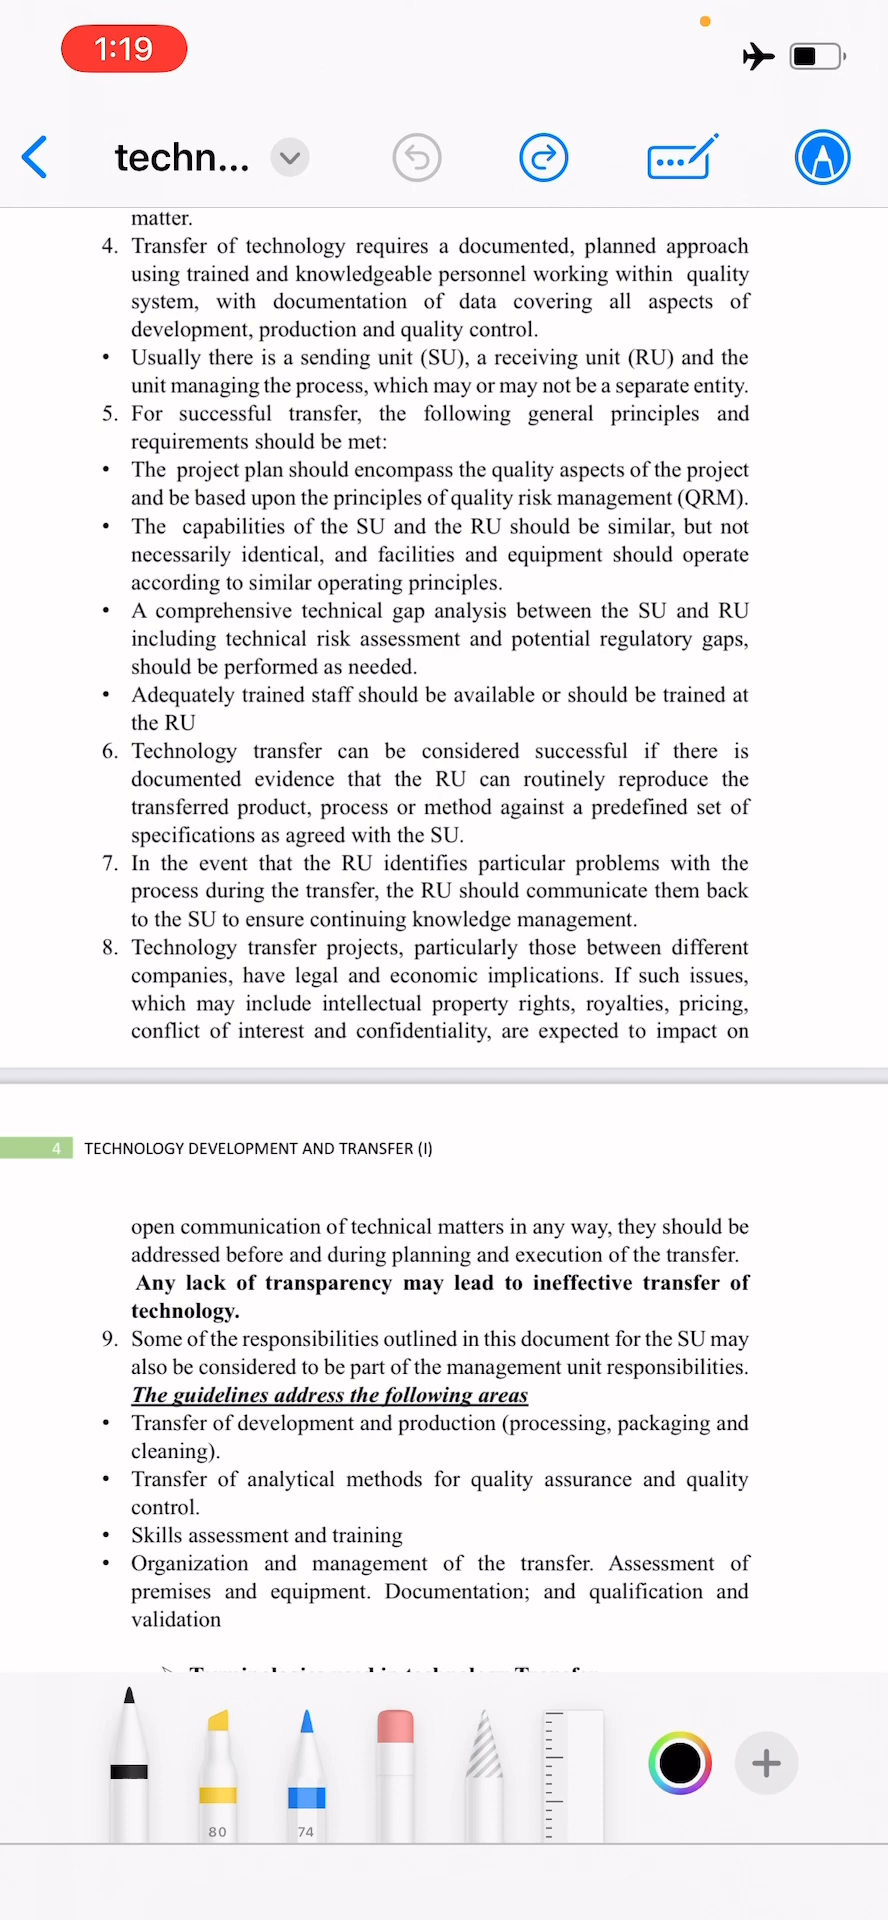 1:19
techn...
matter.
4. Transfer of technology requires a documented, planned approach
using trained and knowledgeable personnel working within quality
system, with documentation of data covering all aspects of
development, production and quality control.
• Usually there is a sending unit (SU), a receiving unit (RU) and the
unit managing the process, which may or may not be a separate entity.
5. For successful transfer, the following general principles and
requirements should be met:
• The project plan should encompass the quality aspects of the project
and be based upon the principles of quality risk management (QRM).
• The capabilities of the SU and the RU should be similar, but not
necessarily identical, and facilities and equipment should operate
according to similar operating principles.
• A comprehensive technical gap analysis between the SU and RU
including technical risk assessment and potential regulatory gaps,
should be performed as needed.
• Adequately trained staff should be available or should be trained at
the RU
6. Technology transfer can be considered successful if there is
documented evidence that the RU can routinely reproduce the
transferred product, process or method against a predefined set of
specifications as agreed with the SU.
7. In the event that the RU identifies particular problems with the
process during the transfer, the RU should communicate them back
to the SU to ensure continuing knowledge management.
8. Technology transfer projects, particularly those between different
companies, have legal and economic implications. If such issues,
which may include intellectual property rights, royalties, pricing,
conflict of interest and confidentiality, are expected to impact on
4 TECHNOLOGY DEVELOPMENT AND TRANSFER (I)
open communication of technical matters in any way, they should be
addressed before and during planning and execution of the transfer.
Any lack of transparency may lead to ineffective transfer of
technology.
9. Some of the responsibilities outlined in this document for the SU may
also be considered to be part of the management unit responsibilities.
The guidelines address the following areas
• Transfer of development and production (processing, packaging and
cleaning).
• Transfer of analytical methods for quality assurance and quality
control.
• Skills assessment and training
• Organization and management of the transfer. Assessment of
premises and equipment. Documentation; and qualification and
validation
80
74